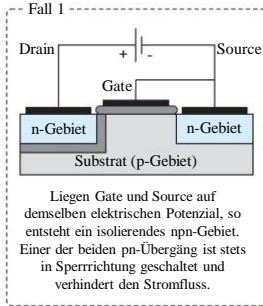 Fall 1
Drain
+ -
Source
Gate
n-Gebiet
n-Gebiet
Substrat (p-Gebiet)
Liegen Gate und Source auf
demselben elektrischen Potenzial, so
entsteht ein isolierendes npn-Gebiet.
Einer der beiden pn-Übergäng ist stets
in Sperrrichtung geschaltet und
verhindert den Stromfluss.